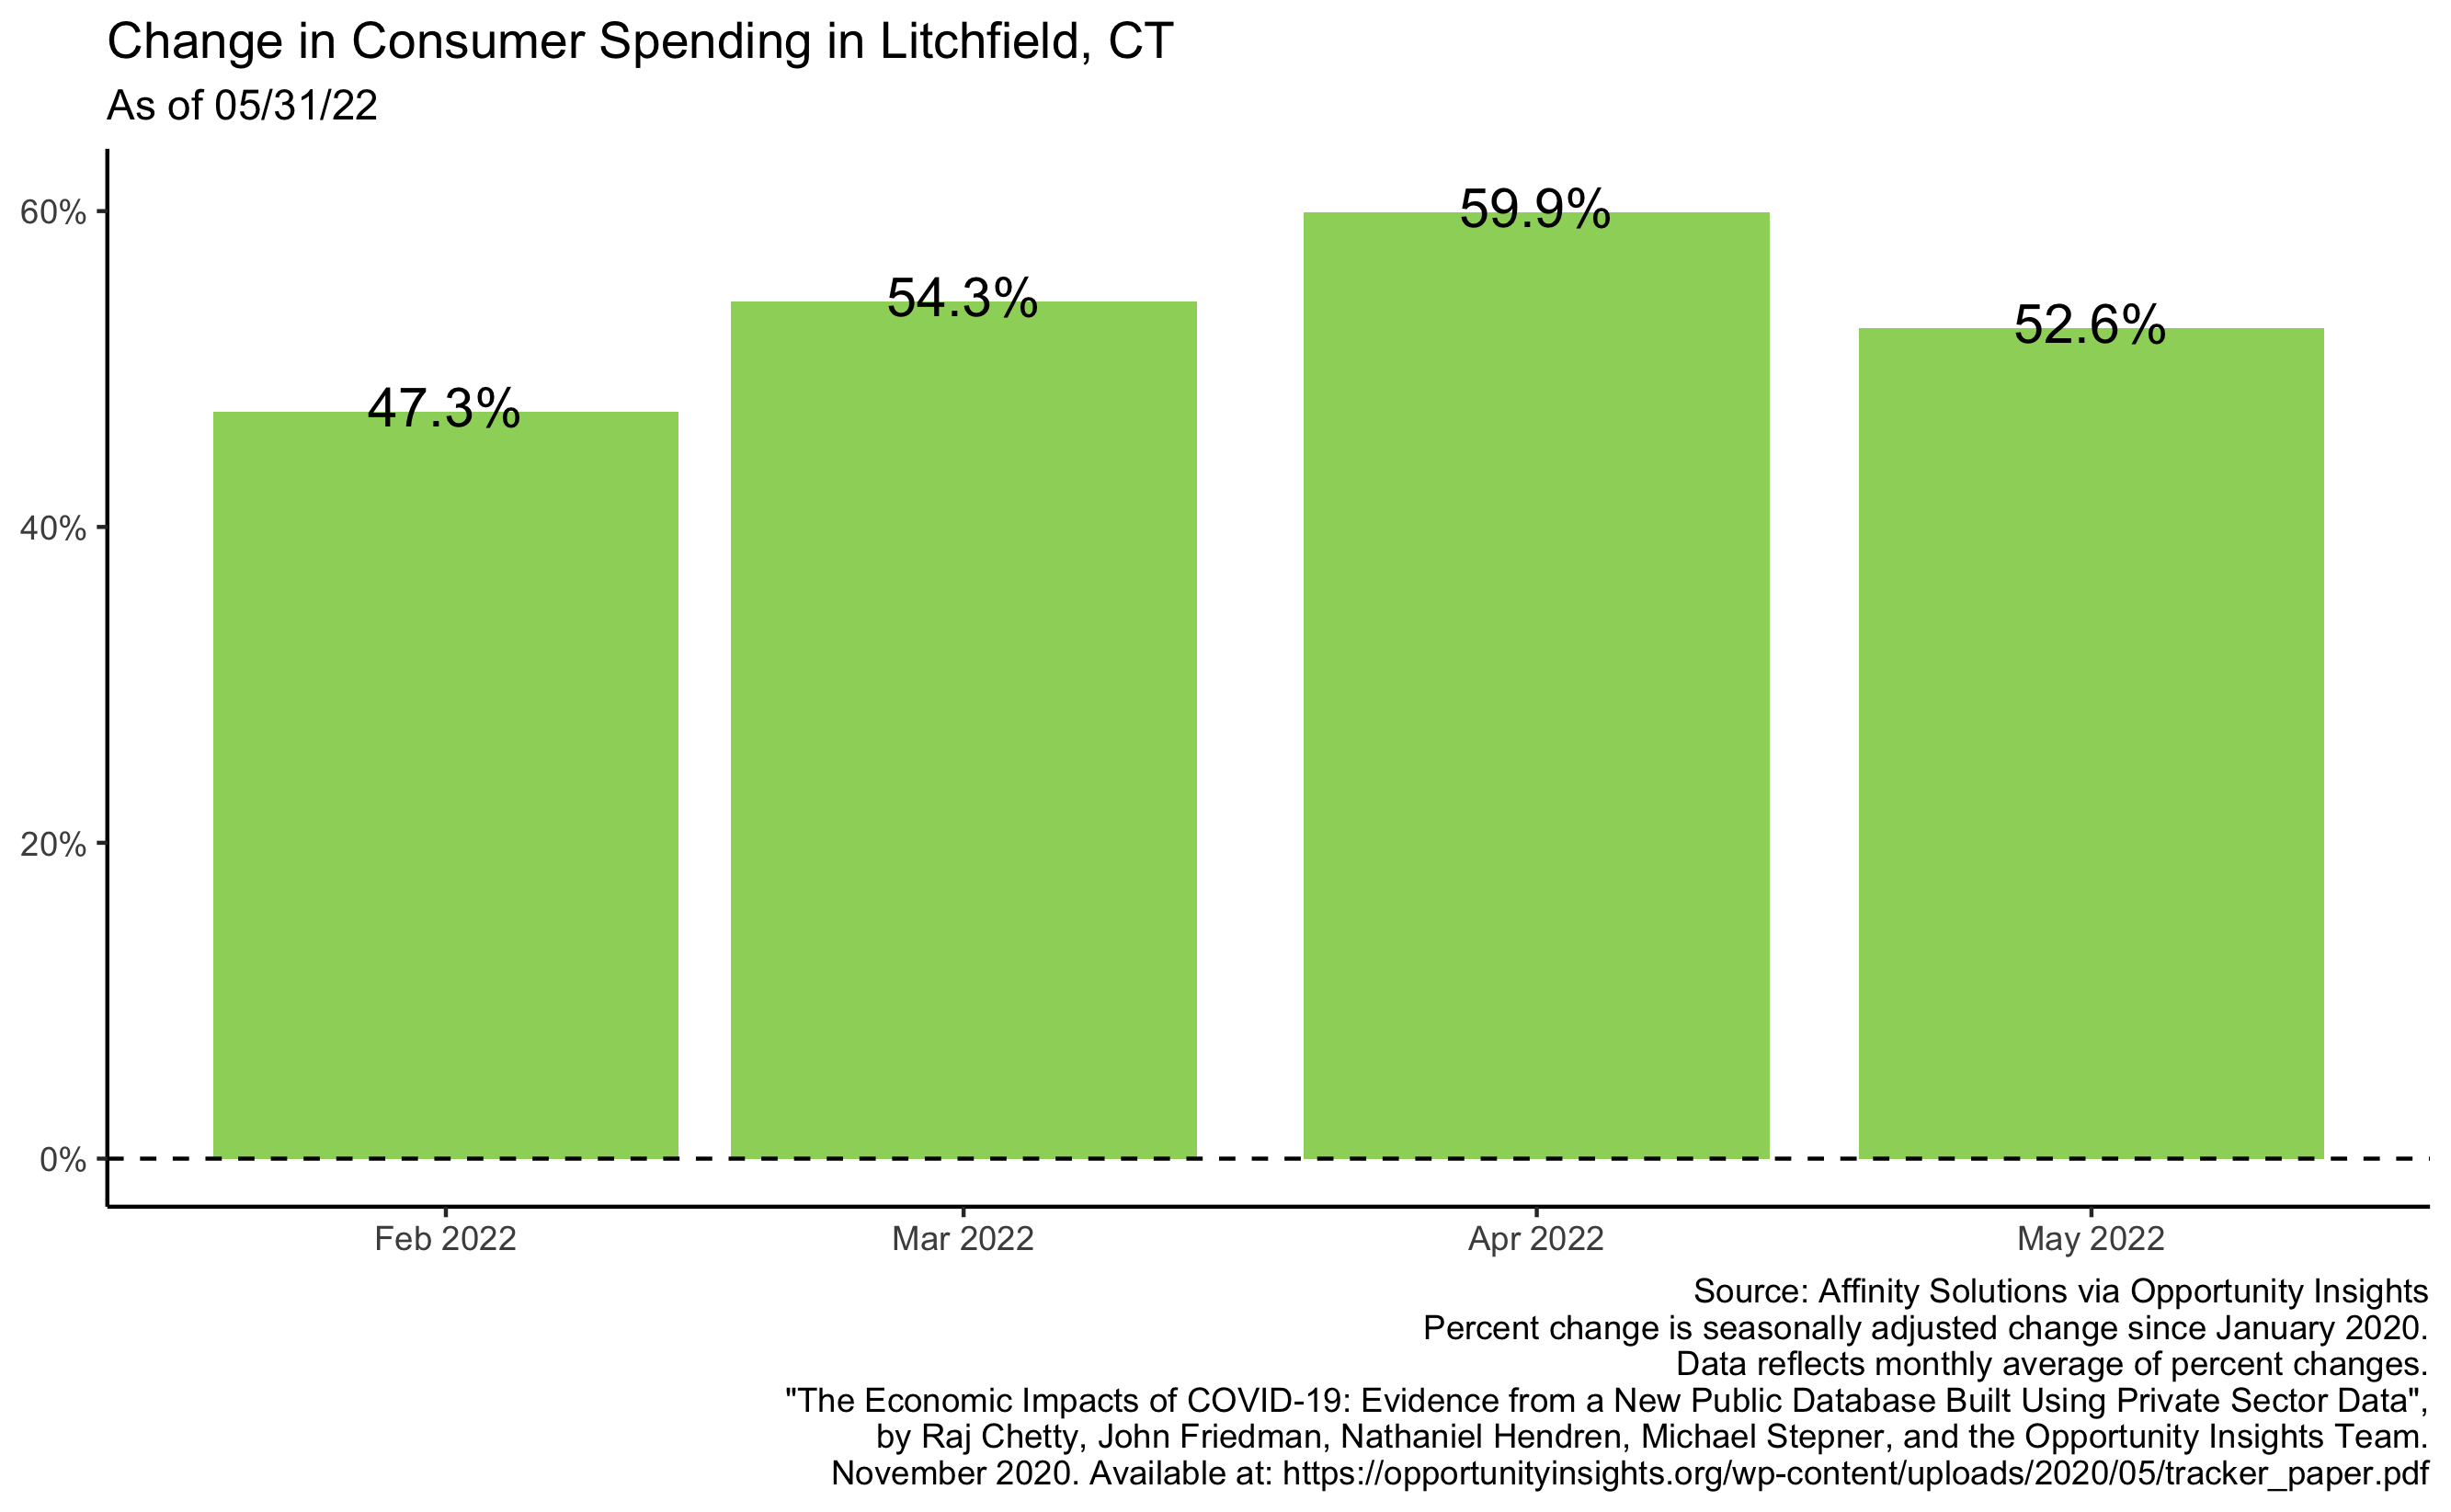 Change in Consumer Spending in Litchfield, CT
As of 05/31/22
60%
40%
20%
0%
47.3%
54.3%
59.9%
52.6%
Feb 2022
Mar 2022
Apr 2022
May 2022
Source: Affinity Solutions via Opportunity Insights
Percent change is seasonally adjusted change since January 2020.
Data reflects monthly average of percent changes.
"The Economic Impacts of COVID-19: Evidence from a New Public Database Built Using Private Sector Data",
by Raj Chetty, John Friedman, Nathaniel Hendren, Michael Stepner, and the Opportunity Insights Team.
November 2020. Available at: https://opportunityinsights.org/wp-content/uploads/2020/05/tracker_paper.pdf